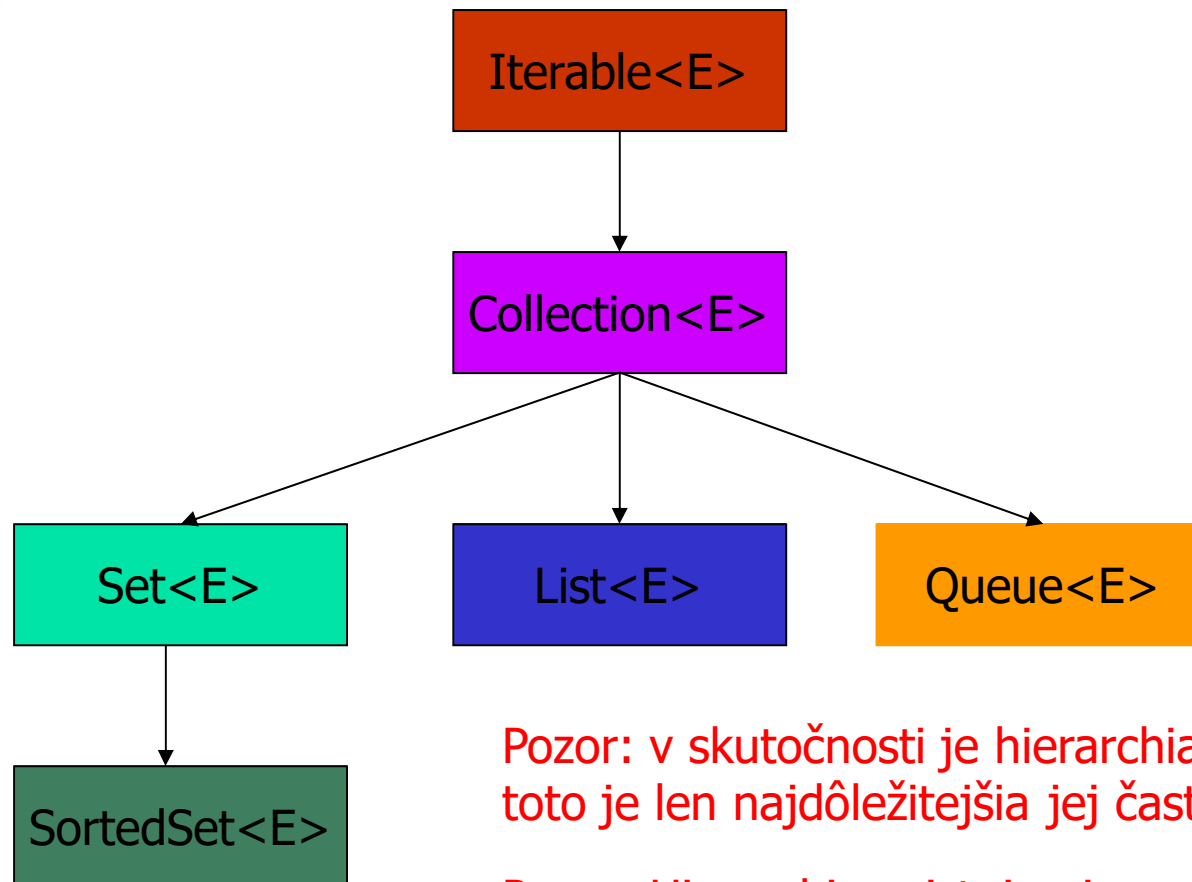 Iterable<E>
Collection<E>
Set<E>
List<E>
Queue<E>
SortedSet<E>
Pozor: v skutočnosti je hierarchia
toto je len najdôležitejšia jej časť